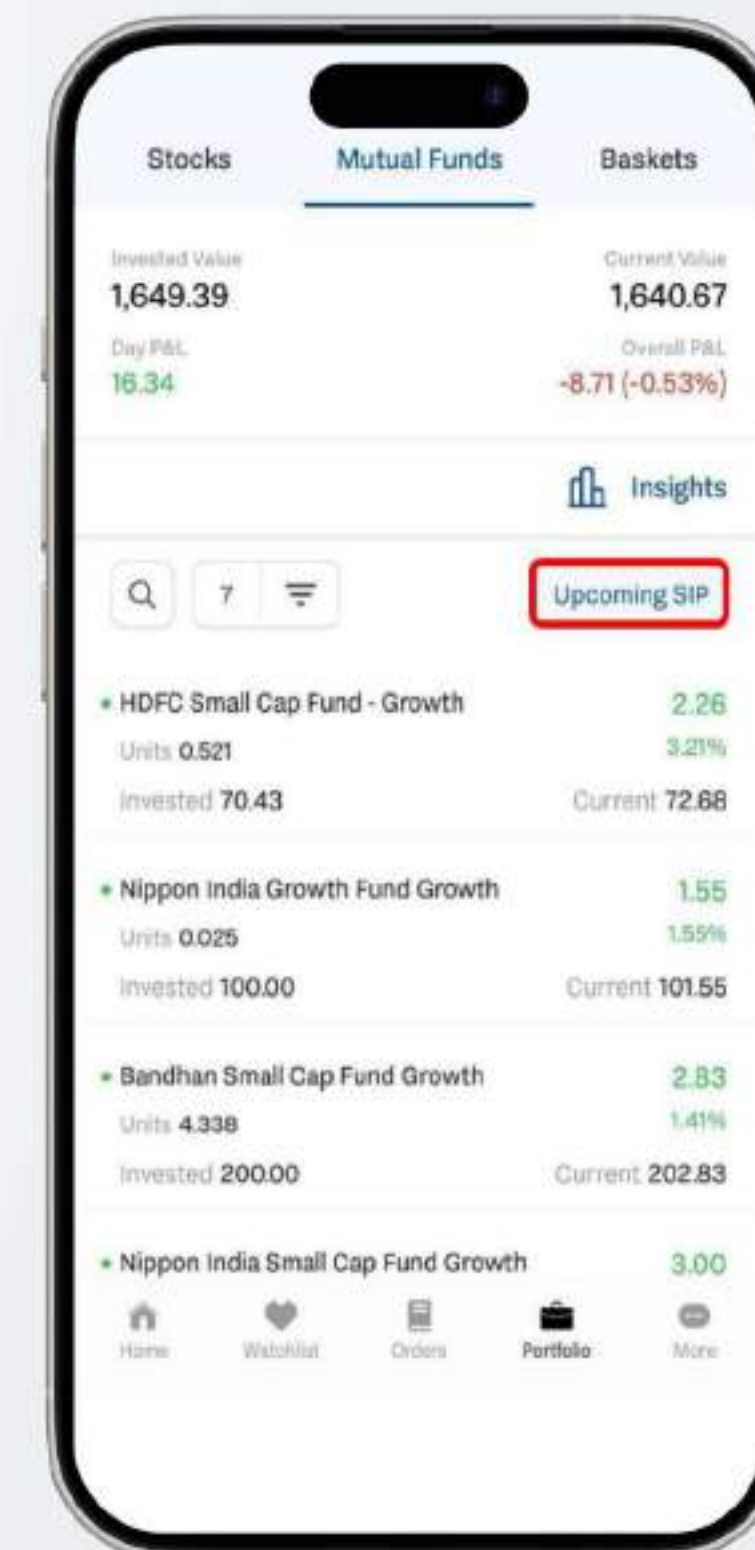 Stocks Mutual Funds Baskets
Invested Value Current Value
1,649.39 1,640.67
Day P&L Overall P&L
16.34 -8.71 (-0.53%)
Insights
7 Upcoming SIP
HDFC Small Cap Fund - Growth 2.26
Units 0.521 3.21%
Invested 70.43 Current 72.68
Nippon India Growth Fund Growth 1.55
Units 0.025 1.55%
Invested 100.00 Current 101.55
Bandhan Small Cap Fund Growth 2.83
Units 4.338 1.41%
Invested 200.00 Current 202.83
Nippon India Small Cap Fund Growth 3.00
Home Watchlist Orders Portfolio More